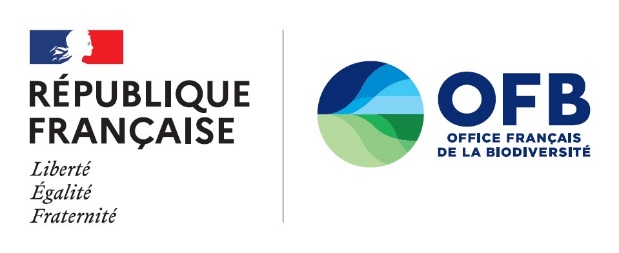 RÉPUBLIQUE
FRANÇAISE
Liberté
Égalité
Fraternité
OFB
OFFICE FRANÇAIS
DE LA BIODIVERSITÉ